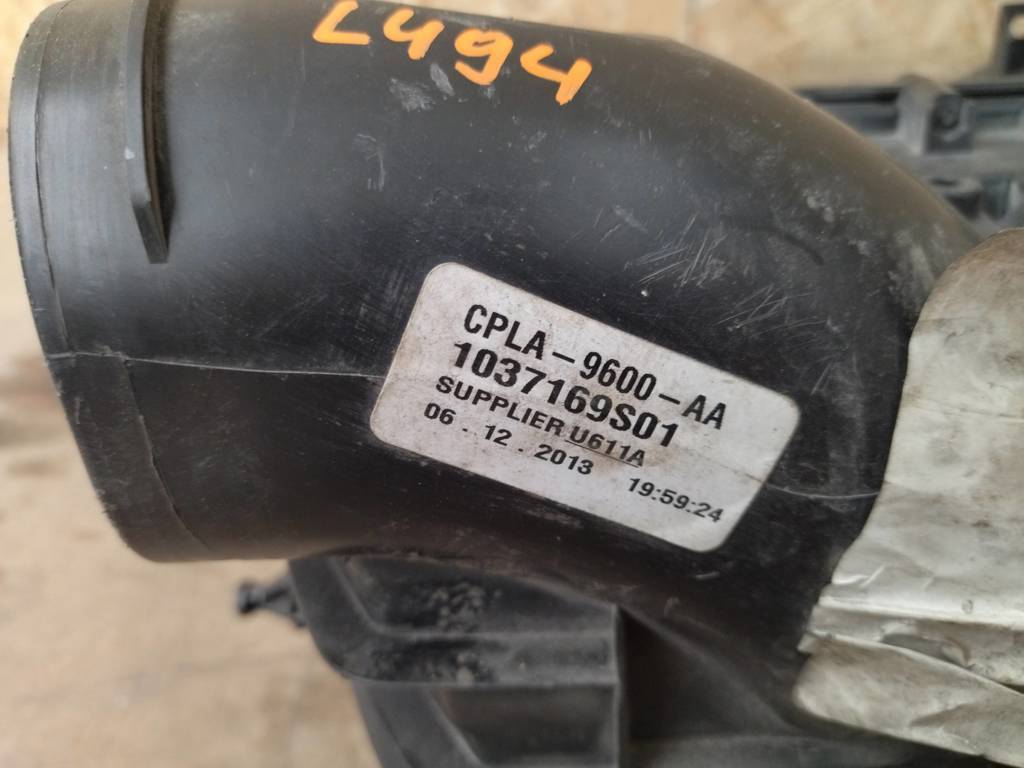 L494
CPLA-9600-AA
1037169S01
SUPPLIER U611A
06 . 12 . 2013 19:59:24